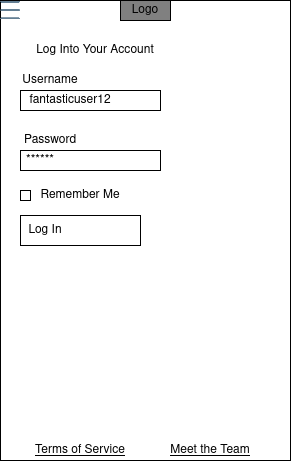 Logo
Log Into Your Account
Username
fantasticuser12
Password
******
Remember Me
Log In
Terms of Service Meet the Team